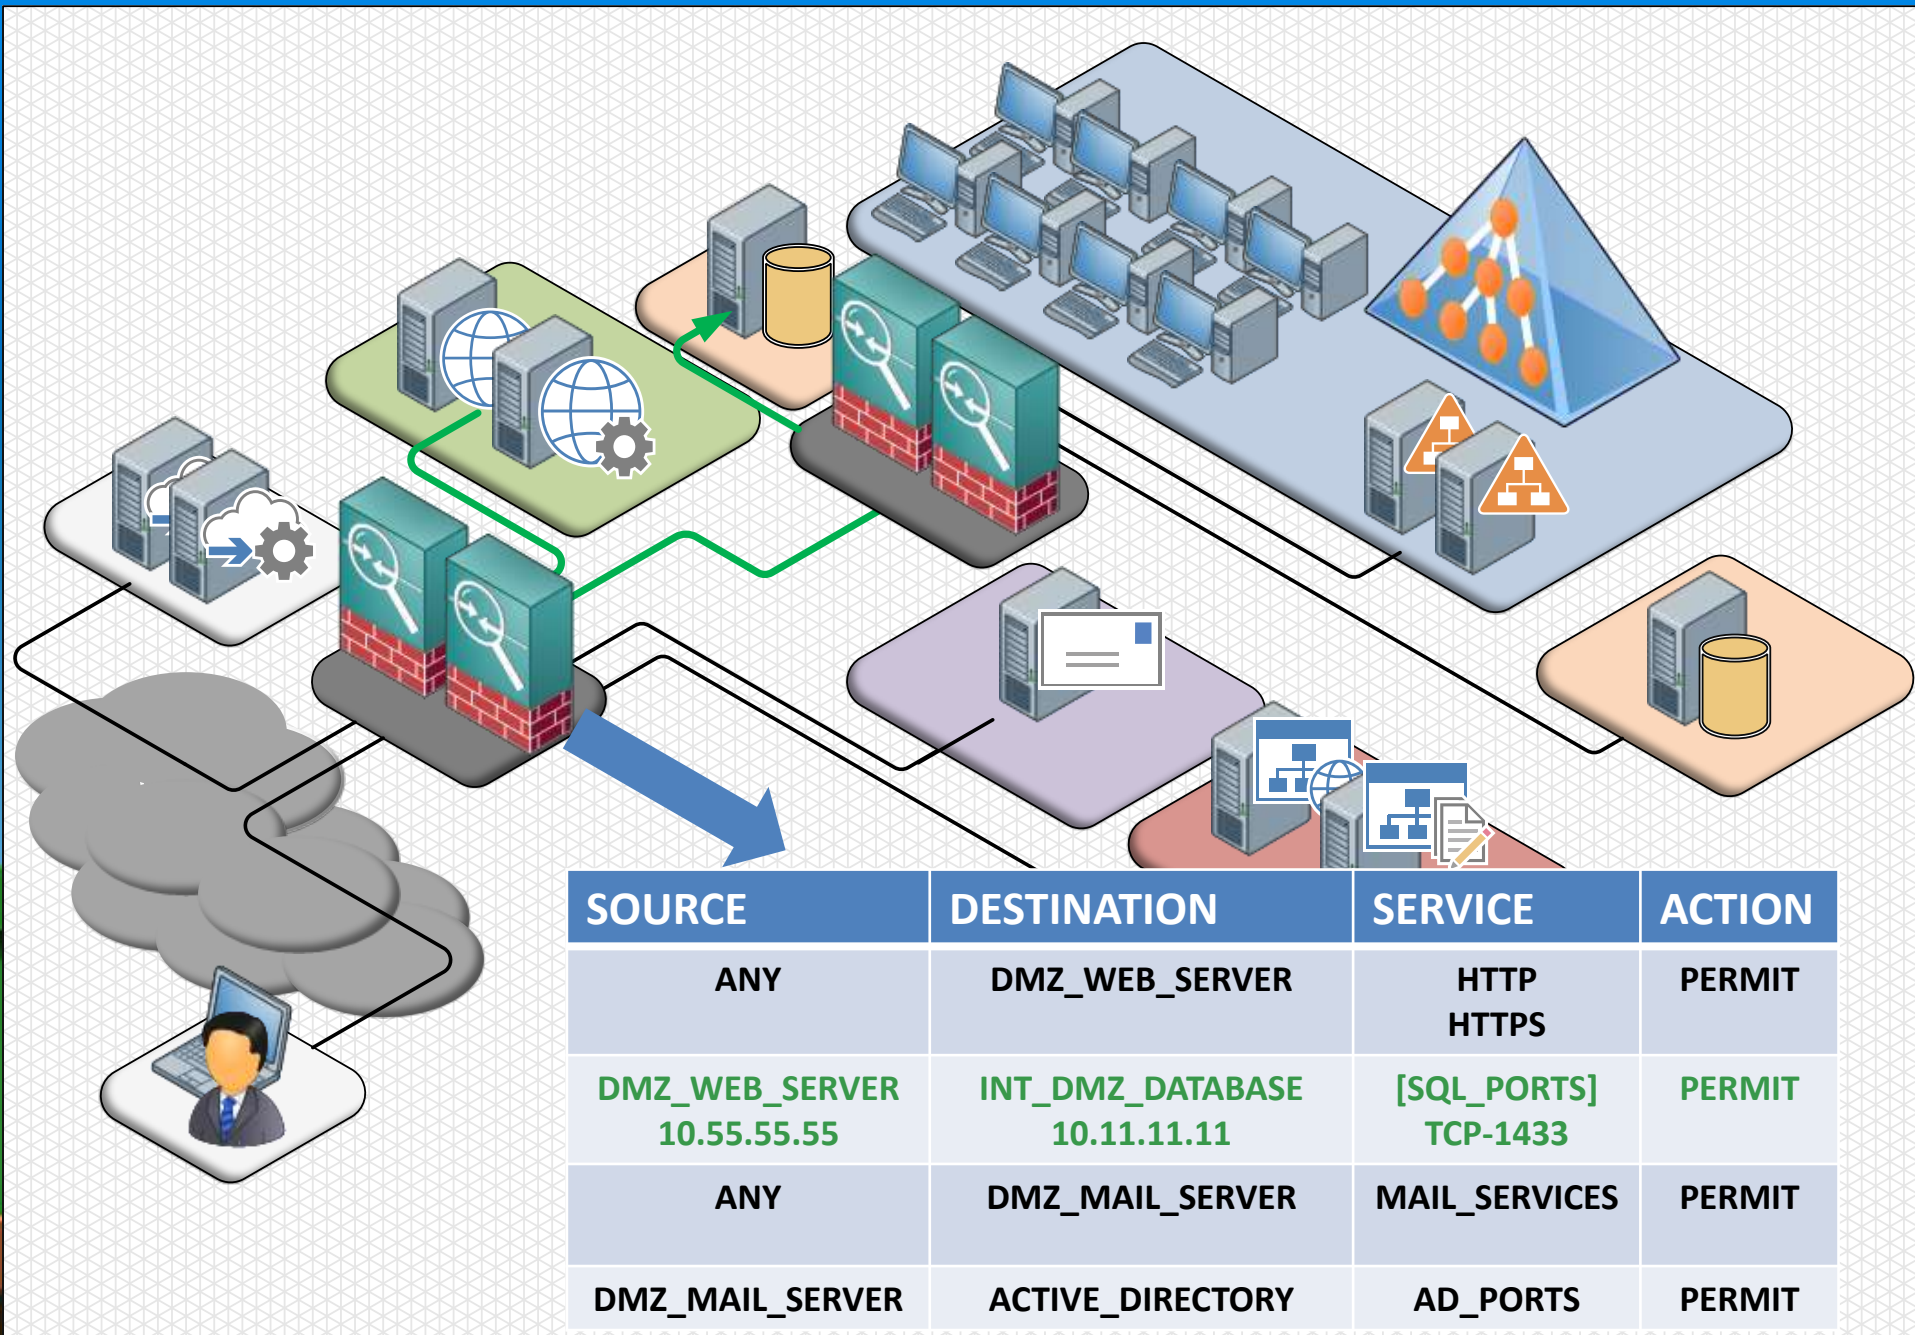 SOURCE DESTINATION SERVICE ACTION
ANY DMZ_WEB_SERVER HTTP PERMIT
HTTPS
DMZ_WEB_SERVER INT_DMZ_DATABASE [SQL_PORTS] PERMIT
10.55.55.55 10.11.11.11 TCP-1433
ANY DMZ_MAIL_SERVER MAIL_SERVICES PERMIT
DMZ_MAIL_SERVER ACTIVE_DIRECTORY AD_PORTS PERMIT